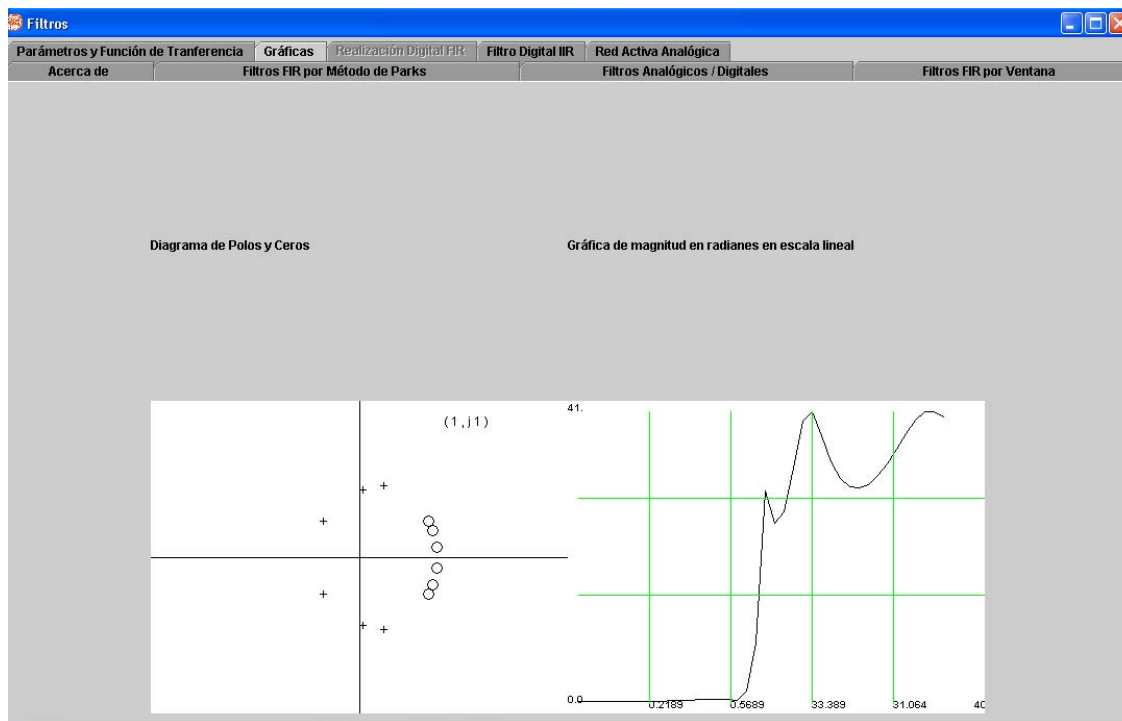 Filtros
Parámetros y Función de Tranferencia Gráficas Realización Digital FIR Filtro Digital IIR Red Activa Analógica
Acerca de Filtros FIR por Método de Parks Filtros Analógicos / Digitales Filtros FIR por Ventana
Diagrama de Polos y Ceros Gráfica de magnitud en radianes en escala lineal
(1,j1)
41.
0.0
0.2189 0.5689 33.389 31.064 40